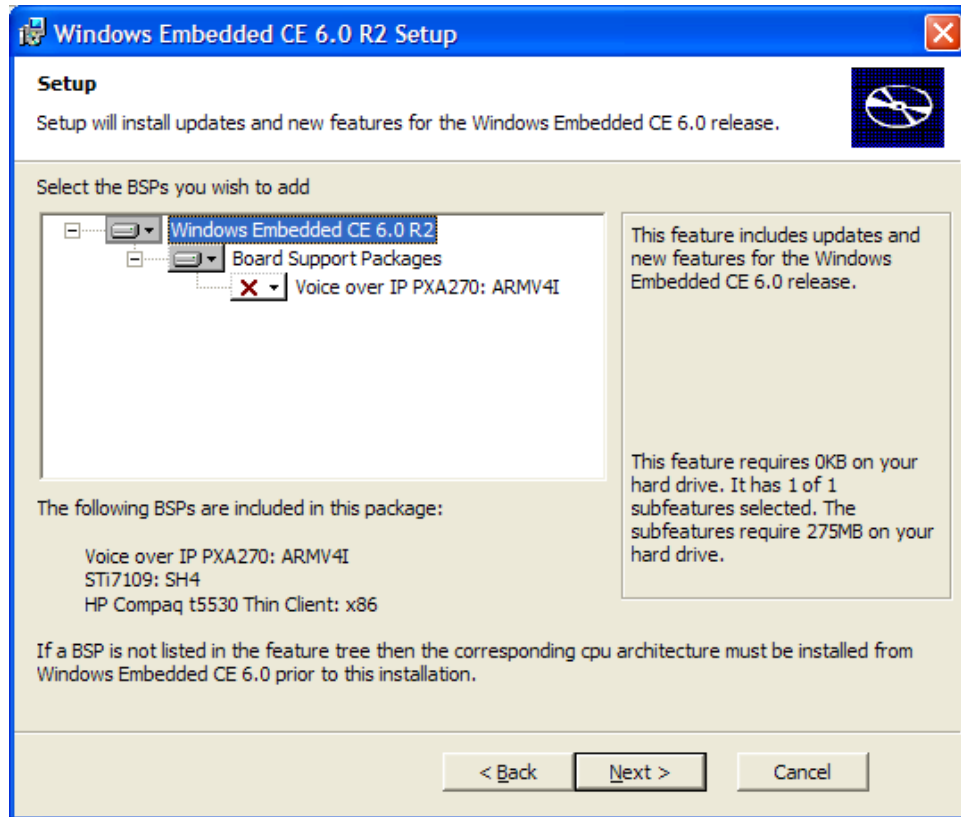 Windows Embedded CE 6.0 R2 Setup
Setup
Setup will install updates and new features for the Windows Embedded CE 6.0 release.
Select the BSPs you wish to add
Windows Embedded CE 6.0 R2
Board Support Packages
Voice over IP PXA270: ARMV4I
This feature includes updates and
new features for the Windows
Embedded CE 6.0 release.
This feature requires 0KB on your
hard drive. It has 1 of 1
subfeatures selected. The
subfeatures require 275MB on your
hard drive.
The following BSPs are included in this package:
Voice over IP PXA270: ARMV4I
STi7109: SH4
HP Compaq t5530 Thin Client: x86
If a BSP is not listed in the feature tree then the corresponding cpu architecture must be installed from
Windows Embedded CE 6.0 prior to this installation.
< Back
Next >
Cancel